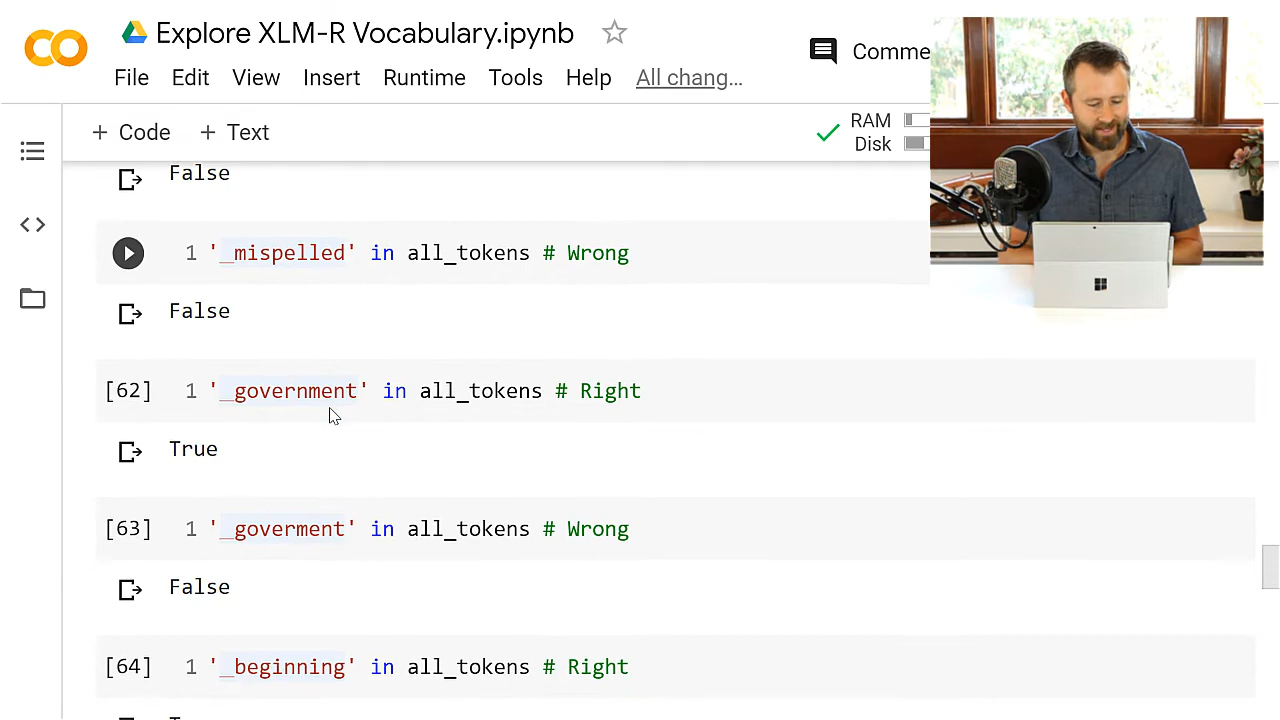 Explore XLM-R Vocabulary.ipynb
Comme
File Edit View Insert Runtime Tools Help All chang…
+ Code + Text
RAM
Disk
False
1 '_mispelled' in all_tokens # Wrong
False
[62] 1 '_government' in all_tokens # Right
True
[63] 1 '_goverment' in all_tokens # Wrong
False
[64] 1 '_beginning' in all_tokens # Right